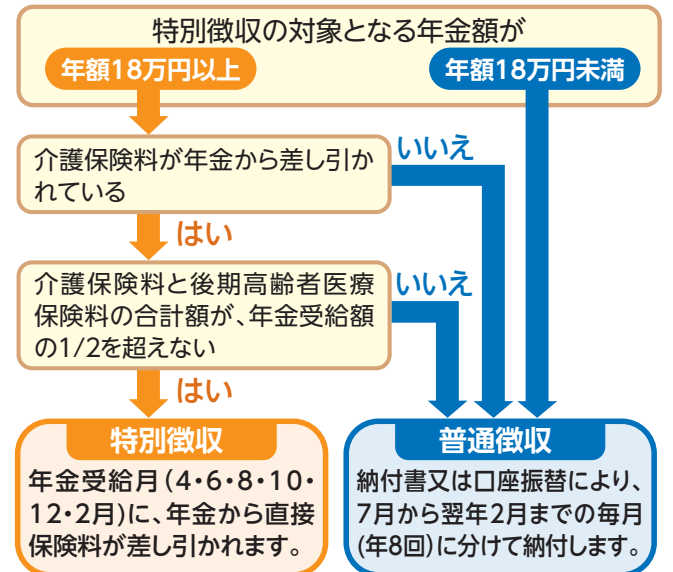 特別徴収の対象となる年金額が
年額18万円以上
年額18万円未満
介護保険料が年金から差し引か
れている
いいえ
はい
介護保険料と後期高齢者医療
保険料の合計額が、年金受給額
の1/2を超えない
いいえ
はい
特別徴収
年金受給月(4・6・8・10・
12・2月)に、年金から直接
保険料が差し引かれます。
普通徴収
納付書又は口座振替により、
7月から翌年2月までの毎月
(年8回)に分けて納付します。